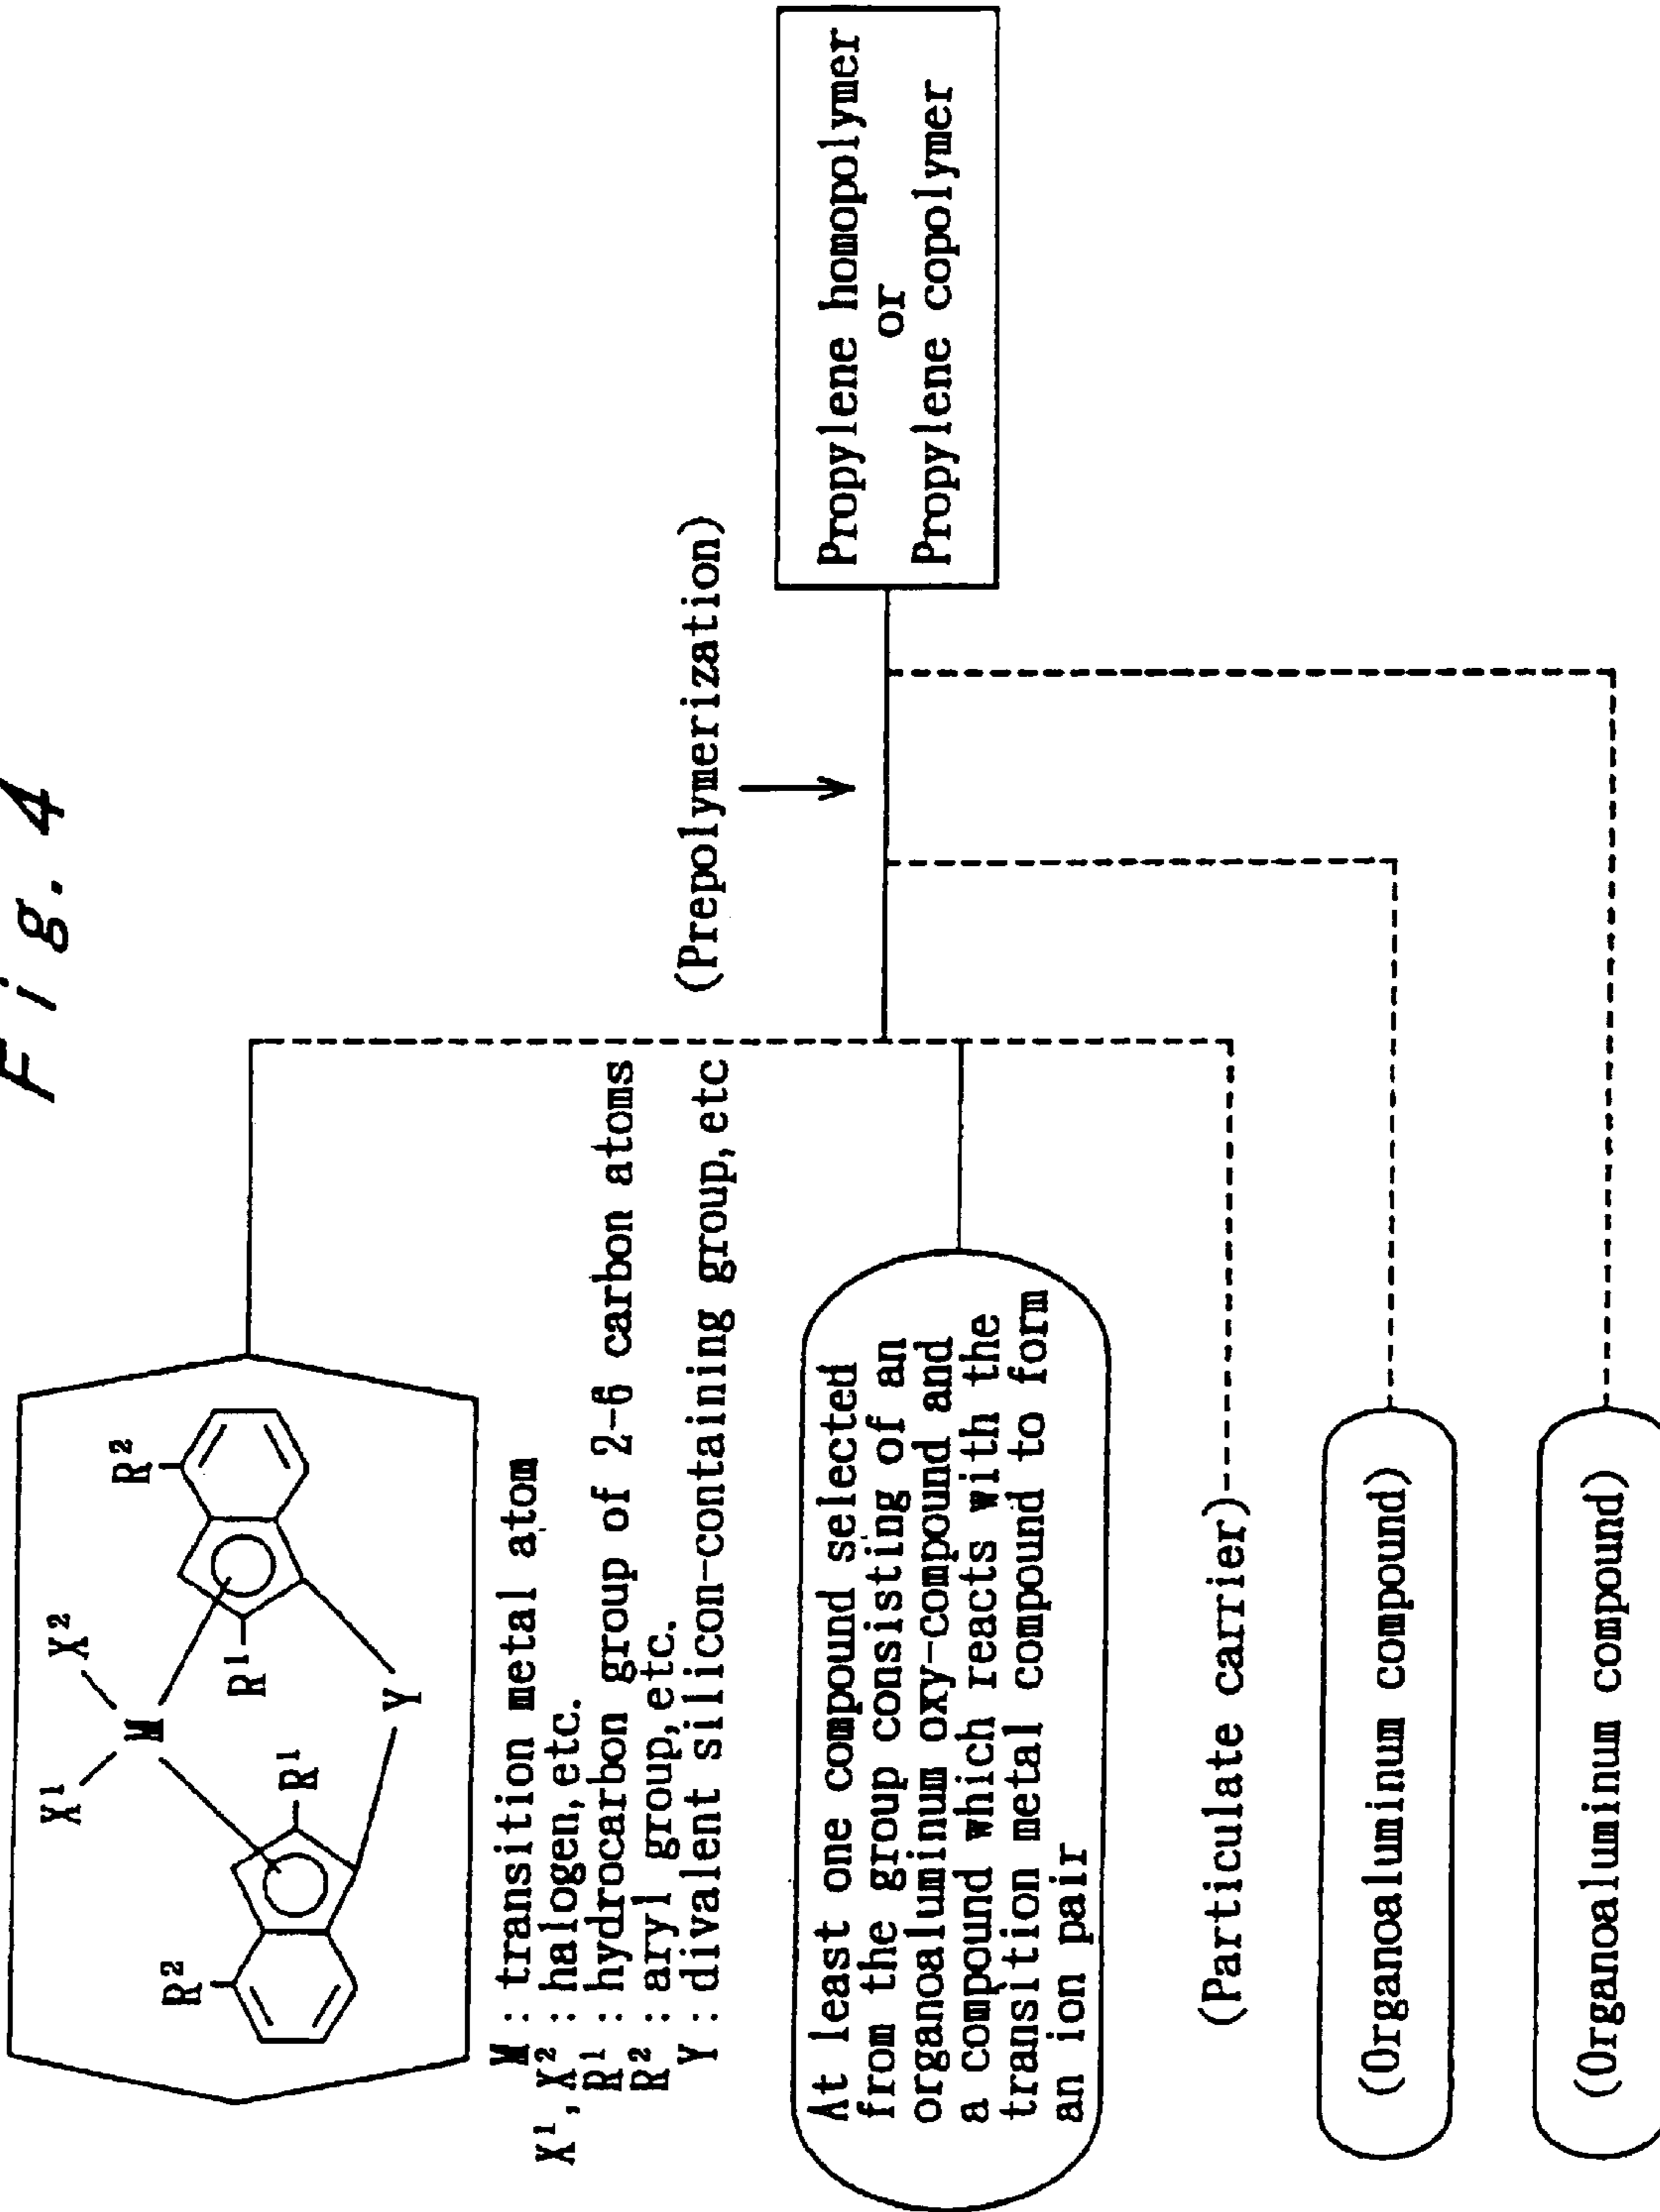 Fig. 4
X¹
X²
M
R²
R¹
R¹
R²
Y
M : transition metal atom
X¹, X² : halogen, etc.
R¹ : hydrocarbon group of 2-6 carbon atoms
R² : aryl group, etc.
Y : divalent silicon-containing group, etc
At least one compound selected
from the group consisting of an
organoaluminum oxy-compound and
a compound which reacts with the
transition metal compound to form
an ion pair
(Particulate carrier)
(Organoaluminum compound)
(Organoaluminum compound)
(Prepolymerization)
Propylene homopolymer
or
Propylene copolymer